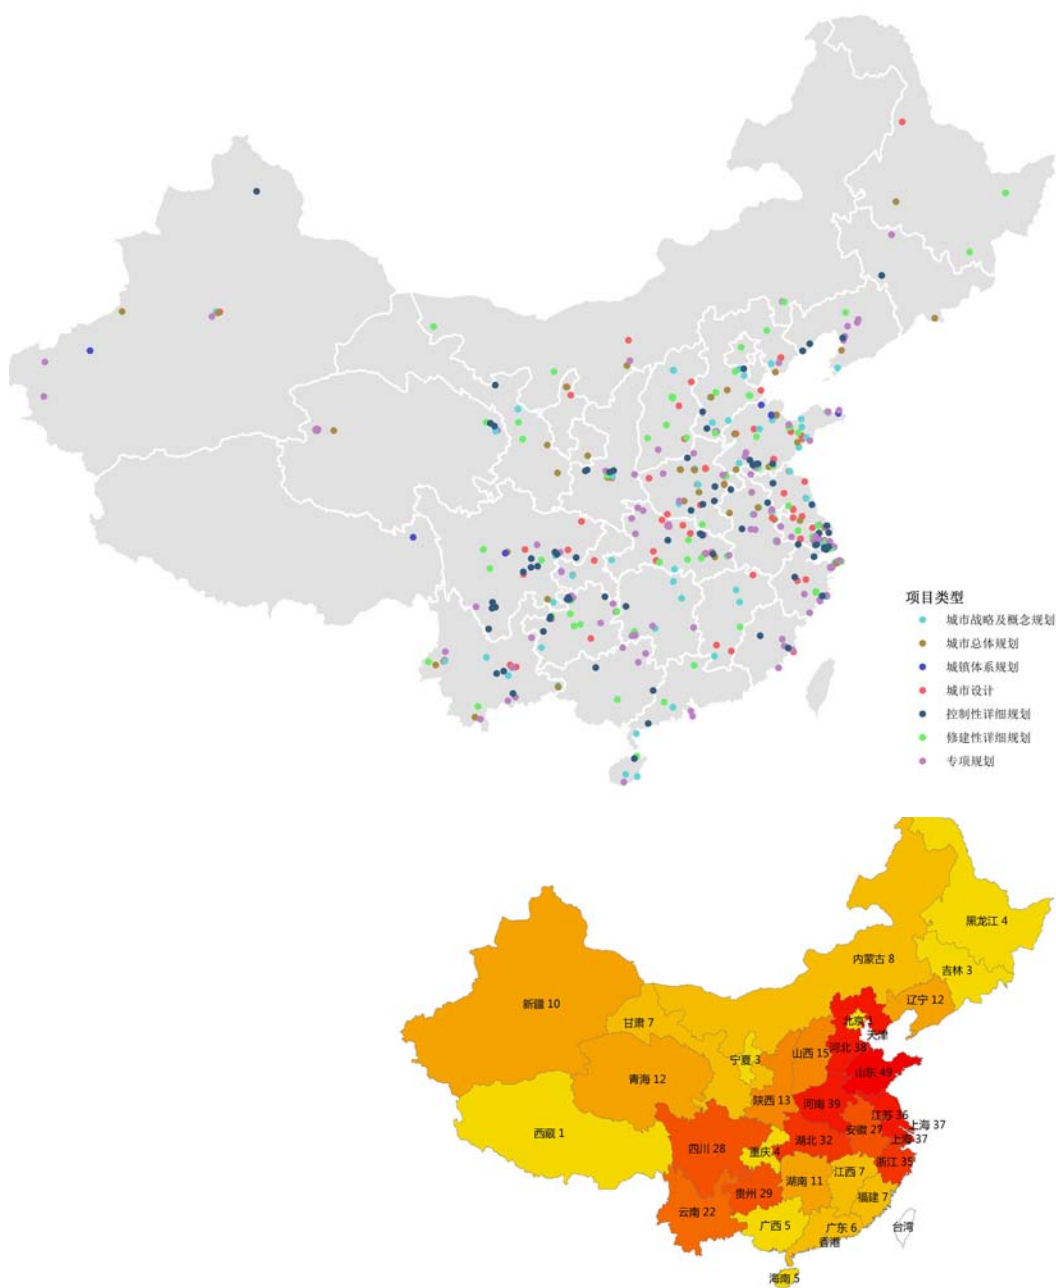 项目类型
城市战略及概念规划
城市总体规划
城镇体系规划
城市设计
控制性详细规划
修建性详细规划
专项规划
黑龙江 4
内蒙古 8
吉林 3
新疆 10
辽宁 12
甘肃 7
北京 1
天津
宁夏 3
山西 15
河北 38
青海 12
山东 49
陕西 13
河南 39
江苏 36
西藏 1
安徽 27
上海 37
上海 37
四川 28
重庆 4
湖北 32
浙江 35
贵州 29
湖南 11
江西 7
福建 7
云南 22
广西 5
广东 6
台湾
香港
海南 5